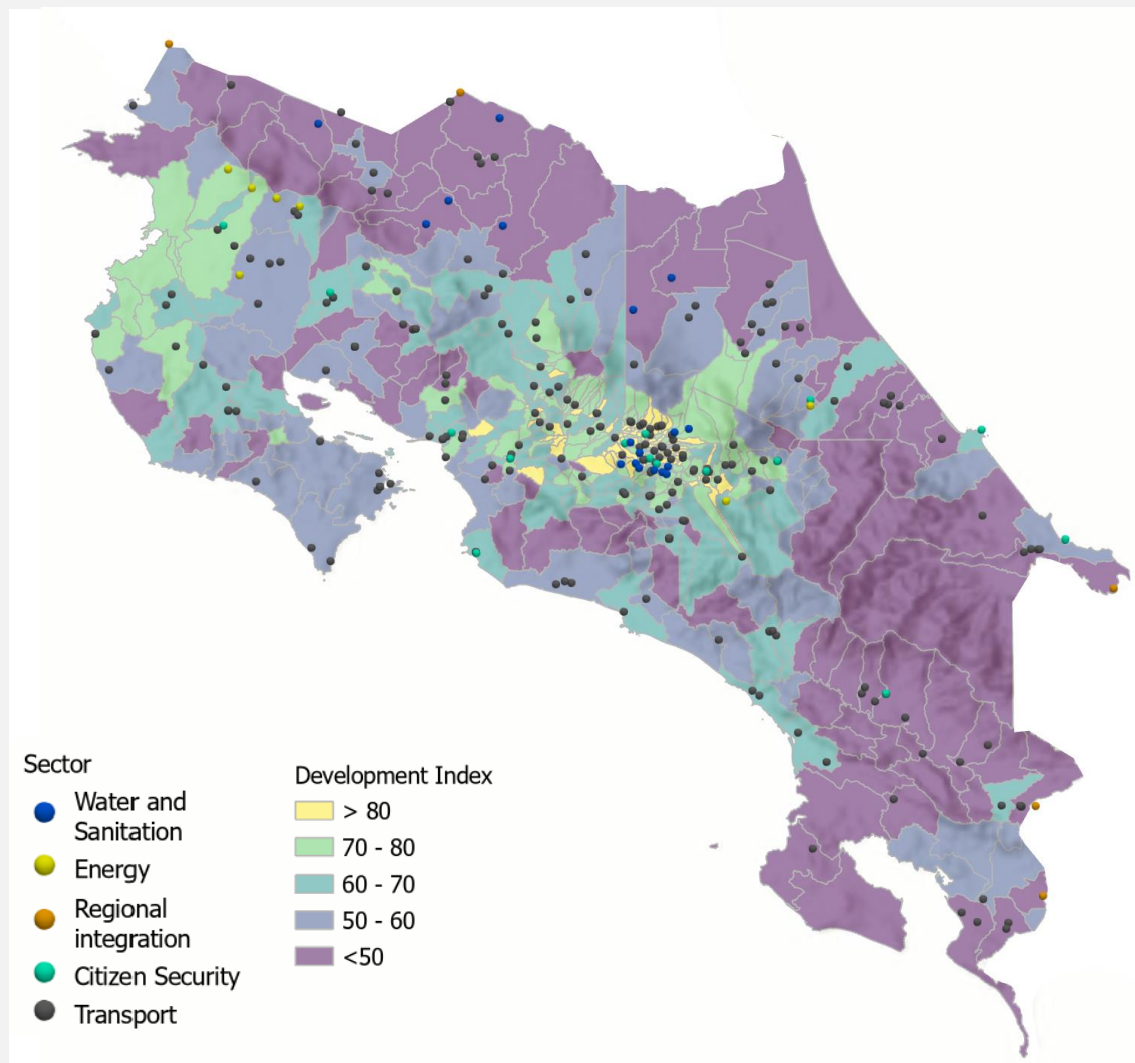 Sector
Water and
Sanitation
Energy
Regional
integration
Citizen Security
Transport
Development Index
> 80
70 - 80
60 - 70
50 - 60
<50